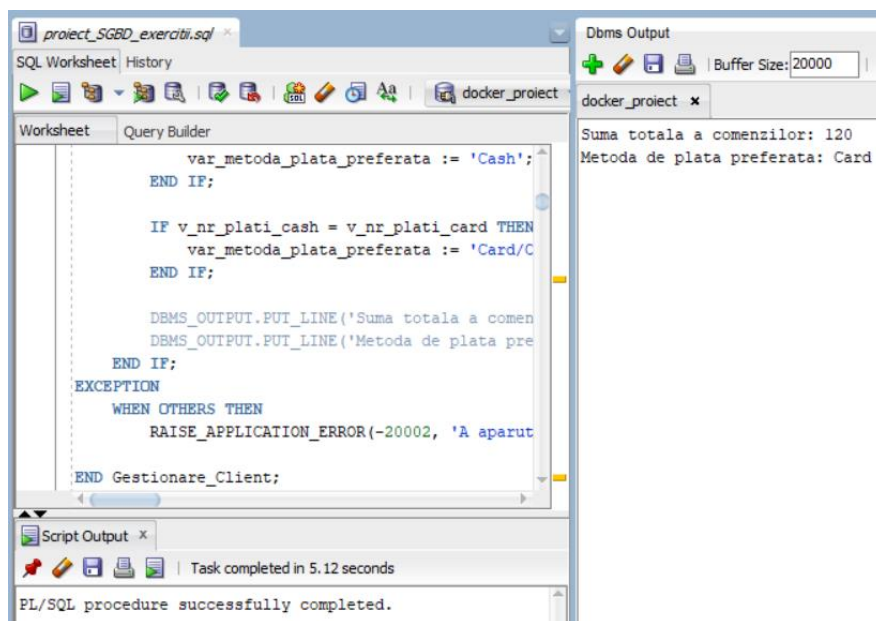 proiect_SGBD_exercitii.sql
SQL Worksheet History
docker_proiect
Worksheet Query Builder
var_metoda_plata_preferata := 'Cash';
END IF;
IF v_nr_plati_cash = v_nr_plati_card THEN
var_metoda_plata_preferata := 'Card/C
END IF;
DBMS_OUTPUT.PUT_LINE('Suma totala a comen
DBMS_OUTPUT.PUT_LINE('Metoda de plata pre
END IF;
EXCEPTION
WHEN OTHERS THEN
RAISE_APPLICATION_ERROR(-20002, 'A aparut
END Gestionare_Client;
Script Output
Task completed in 5.12 seconds
PL/SQL procedure successfully completed.
Dbms Output
Buffer Size: 20000
docker_proiect
Suma totala a comenzilor: 120
Metoda de plata preferata: Card